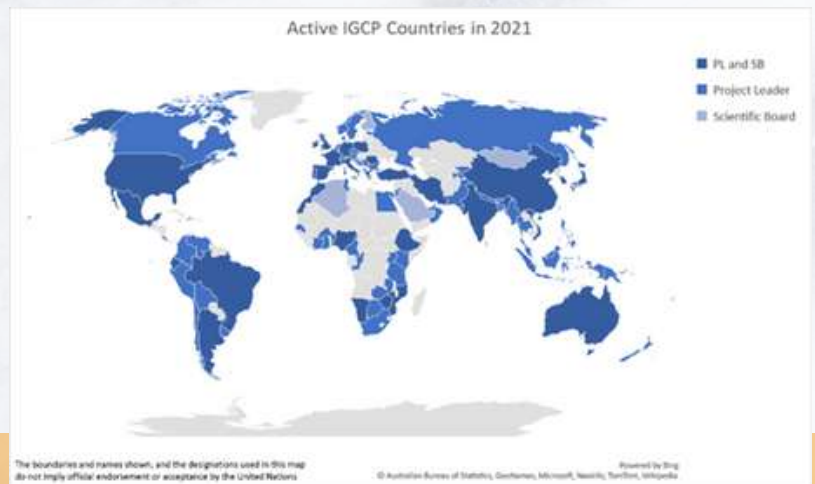 Active IGCP Countries in 2021
PL and SB
Project Leader
Scientific Board
The boundaries and names shown, and the designations used in this map
do not imply official endorsement or acceptance by the United Nations
Powered by Bing
© Australian Bureau of Statistics, GeoNames, Microsoft, Navinfo, TomTom, Wikipedia